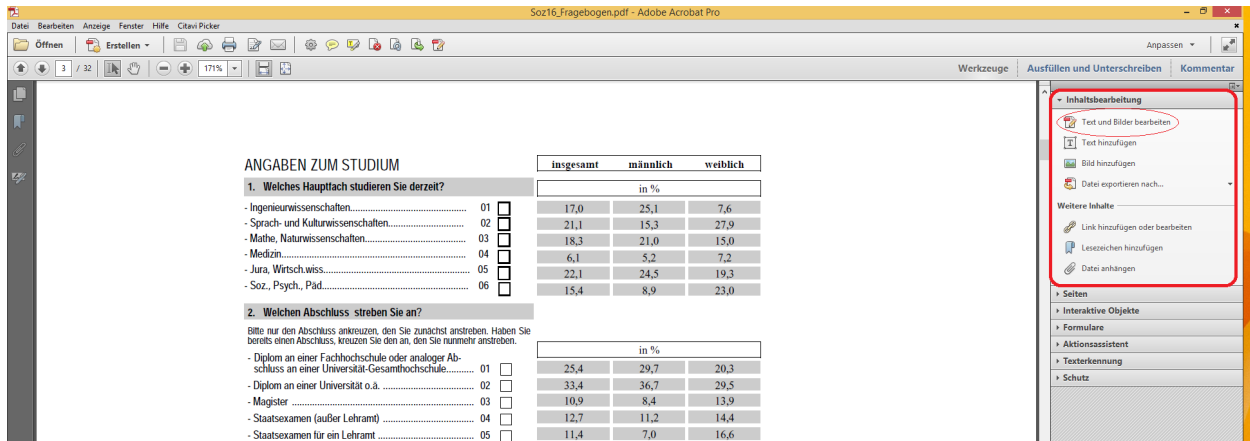 Soz16_Fragebogen.pdf - Adobe Acrobat Pro
Datei Bearbeiten Anzeige Fenster Hilfe Citavi Picker
Öffnen Erstellen Anpassen
3 / 32 171% Werkzeuge Ausfüllen und Unterschreiben Kommentar
ANGABEN ZUM STUDIUM insgesamt männlich weiblich
1. Welches Hauptfach studieren Sie derzeit? in %
- Ingenieurwissenschaften.............................................. 01 17,0 25,1 7,6
- Sprach- und Kulturwissenschaften.............................. 02 21,1 15,3 27,9
- Mathe, Naturwissenschaften........................................ 03 18,3 21,0 15,0
- Medizin......................................................................... 04 6,1 5,2 7,2
- Jura, Wirtsch.wiss.......................................................... 05 22,1 24,5 19,3
- Soz., Psych., Päd........................................................... 06 15,4 8,9 23,0
2. Welchen Abschluss streben Sie an?
Bitte nur den Abschluss ankreuzen, den Sie zunächst anstreben. Haben Sie
bereits einen Abschluss, kreuzen Sie den an, den Sie nunmehr anstreben.
in %
- Diplom an einer Fachhochschule oder analoger Ab-
schluss an einer Universität-Gesamthochschule........... 01 25,4 29,7 20,3
- Diplom an einer Universität o.ä. .................................... 02 33,4 36,7 29,5
- Magister ....................................................................... 03 10,9 8,4 13,9
- Staatsexamen (außer Lehramt) ..................................... 04 12,7 11,2 14,4
- Staatsexamen für ein Lehramt ...................................... 05 11,4 7,0 16,6
Inhaltsbearbeitung
Text und Bilder bearbeiten
Text hinzufügen
Bild hinzufügen
Datei exportieren nach...
Weitere Inhalte
Link hinzufügen oder bearbeiten
Lesezeichen hinzufügen
Datei anhängen
Seiten
Interaktive Objekte
Formulare
Aktionsassistent
Texterkennung
Schutz